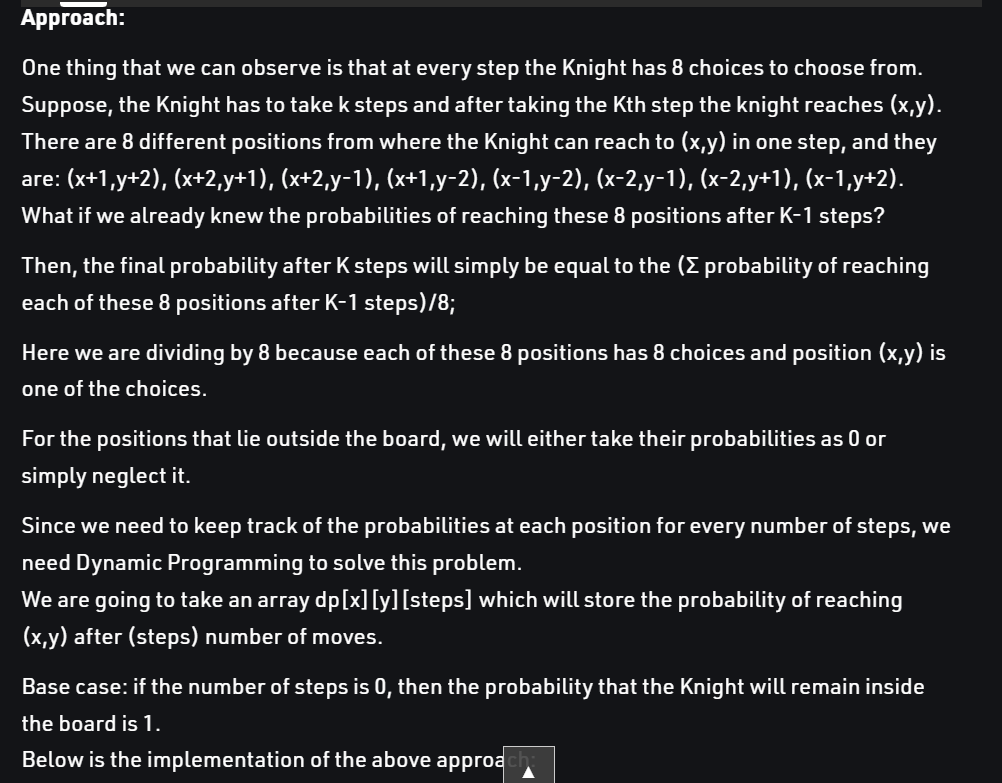 Approach:
One thing that we can observe is that at every step the Knight has 8 choices to choose from.
Suppose, the Knight has to take k steps and after taking the Kth step the knight reaches (x,y).
There are 8 different positions from where the Knight can reach to (x,y) in one step, and they
are: (x+1,y+2), (x+2,y+1), (x+2,y-1), (x+1,y-2), (x-1,y-2), (x-2,y-1), (x-2,y+1), (x-1,y+2).
What if we already knew the probabilities of reaching these 8 positions after K-1 steps?
Then, the final probability after K steps will simply be equal to the (Σ probability of reaching
each of these 8 positions after K-1 steps)/8;
Here we are dividing by 8 because each of these 8 positions has 8 choices and position (x,y) is
one of the choices.
For the positions that lie outside the board, we will either take their probabilities as 0 or
simply neglect it.
Since we need to keep track of the probabilities at each position for every number of steps, we
need Dynamic Programming to solve this problem.
We are going to take an array dp[x][y][steps] which will store the probability of reaching
(x,y) after (steps) number of moves.
Base case: if the number of steps is 0, then the probability that the Knight will remain inside
the board is 1.
Below is the implementation of the above approach: